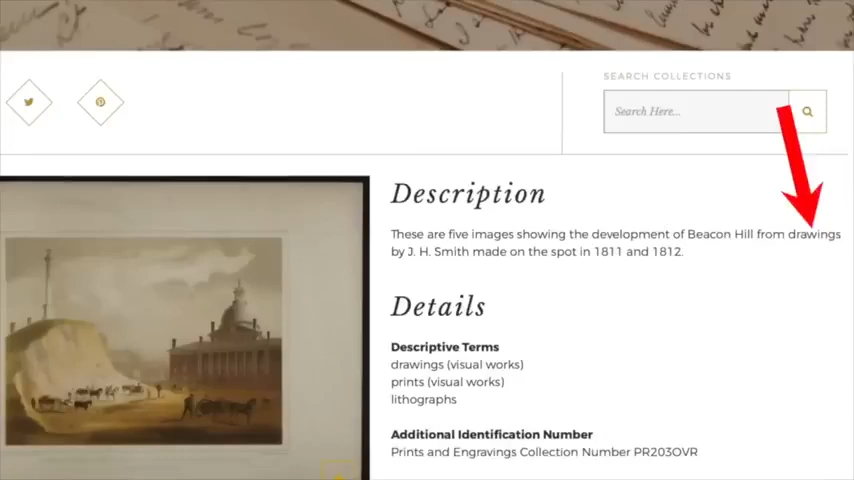 SEARCH COLLECTIONS
Search Here...
Description
These are five images showing the development of Beacon Hill from drawings
by J. H. Smith made on the spot in 1811 and 1812.
Details
Descriptive Terms
drawings (visual works)
prints (visual works)
lithographs
Additional Identification Number
Prints and Engravings Collection Number PR203OVR